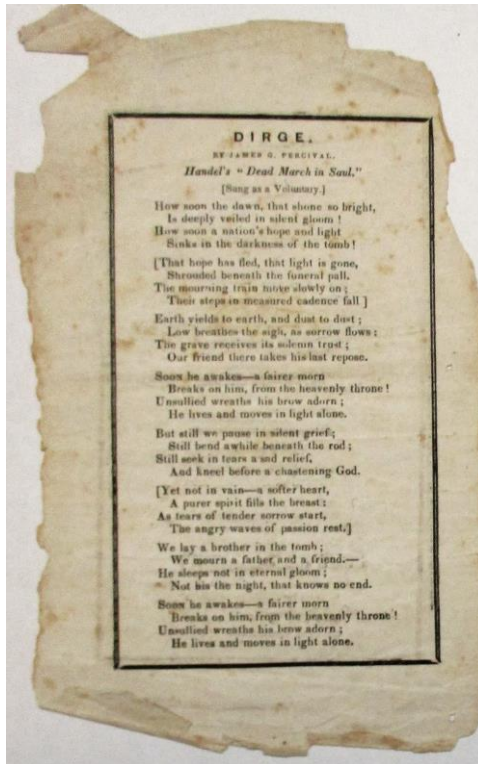 DIRGE.
BY JAMES G. PERCIVAL.
Handel's "Dead March in Saul."
[Sung as a Voluntary.]
How soon the dawn, that shone so bright,
Is deeply veiled in silent gloom!
How soon a nation's hope and light
Sinks in the darkness of the tomb!
[That hope has fled, that light is gone,
Shrouded beneath the funeral pall,
The mourning train move slowly on;
Their steps in measured cadence fall]
Earth yields to earth, and dust to dust;
Low breathes the sigh, as sorrow flows;
The grave receives its solemn trust;
Our friend there takes his last repose.
Soon he awakes—a fairer morn
Breaks on him, from the heavenly throne!
Unsullied wreaths his brow adorn;
He lives and moves in light alone.
But still we pause in silent grief;
Still bend awhile beneath the rod;
Still seek in tears a sad relief,
And kneel before a chastening God.
[Yet not in vain—a softer heart,
A purer spirit fills the breast:
As tears of tender sorrow start,
The angry waves of passion rest.]
We lay a brother in the tomb;
We mourn a father and a friend.—
He sleeps not in eternal gloom;
Not his the night, that knows no end.
Soon he awakes—a fairer morn
Breaks on him, from the heavenly throne!
Unsullied wreaths his brow adorn;
He lives and moves in light alone.